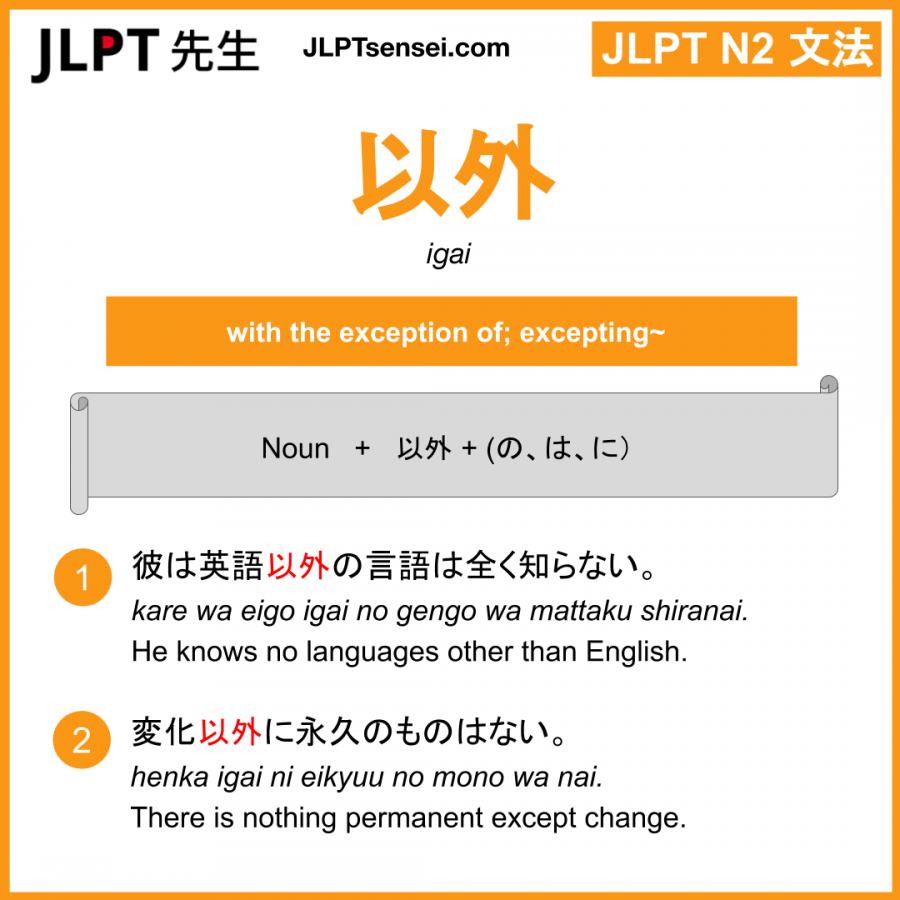 JLPT 先生
JLPTsensei.com
JLPT N2 文法
以外
igai
with the exception of; excepting~
Noun + 以外 + (の、は、に）
1
彼は英語以外の言語は全く知らない。
kare wa eigo igai no gengo wa mattaku shiranai.
He knows no languages other than English.
2
変化以外に永久のものはない。
henka igai ni eikyuu no mono wa nai.
There is nothing permanent except change.